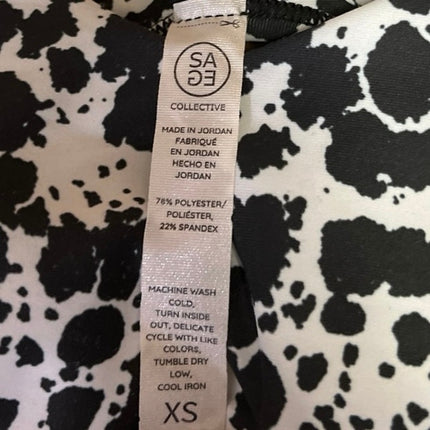 SA
GE
COLLECTIVE
MADE IN JORDAN
FABRIQUÉ
EN JORDAN
HECHO EN
JORDAN
78% POLYESTER/
POLIÉSTER,
22% SPANDEX
MACHINE WASH
COLD,
TURN INSIDE
OUT, DELICATE
CYCLE WITH LIKE
COLORS,
TUMBLE DRY
LOW,
COOL IRON
XS